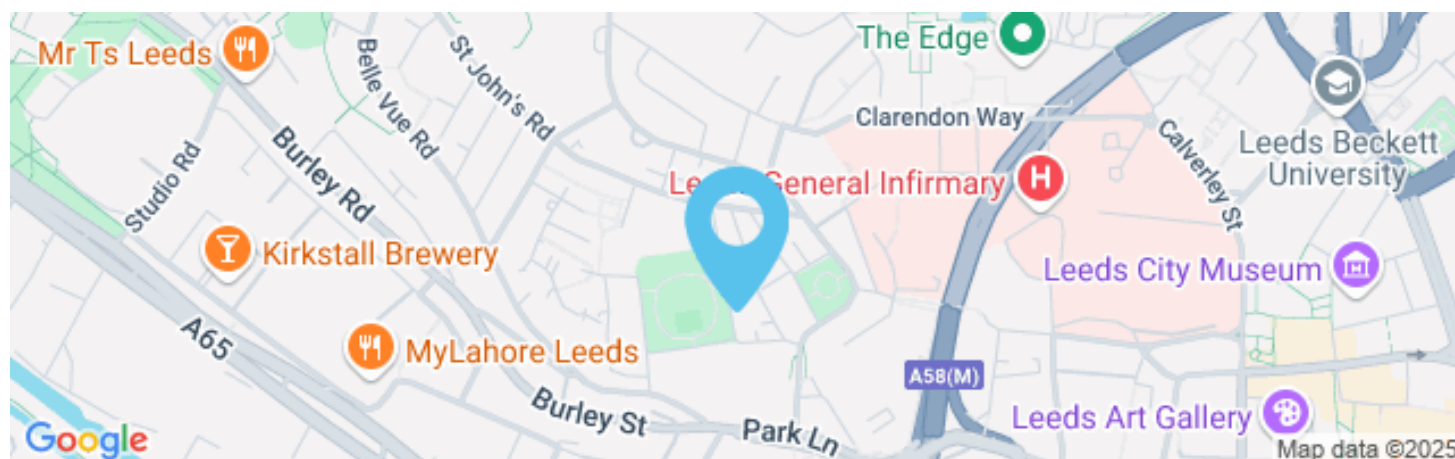 Mr Ts Leeds
Belle Vue Rd
St John's Rd
The Edge
Clarendon Way
Calverley St
Leeds Beckett
University
Studio Rd
Burley Rd
Leeds General Infirmary
H
Kirkstall Brewery
Leeds City Museum
A65
MyLahore Leeds
A58(M)
Burley St
Park Ln
Leeds Art Gallery
Google
Map data ©2025